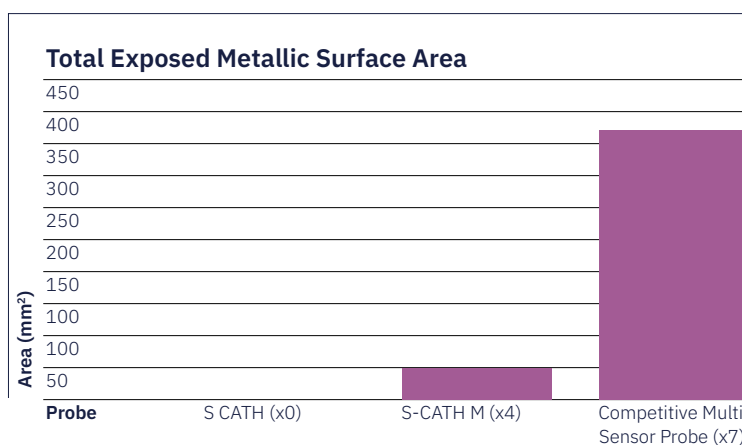 Total Exposed Metallic Surface Area
450
400
350
300
250
200
150
100
100
50
Area (mm²)
Probe
S CATH (x0)
S-CATH M (x4)
Competitive Multi
Sensor Probe (x7)